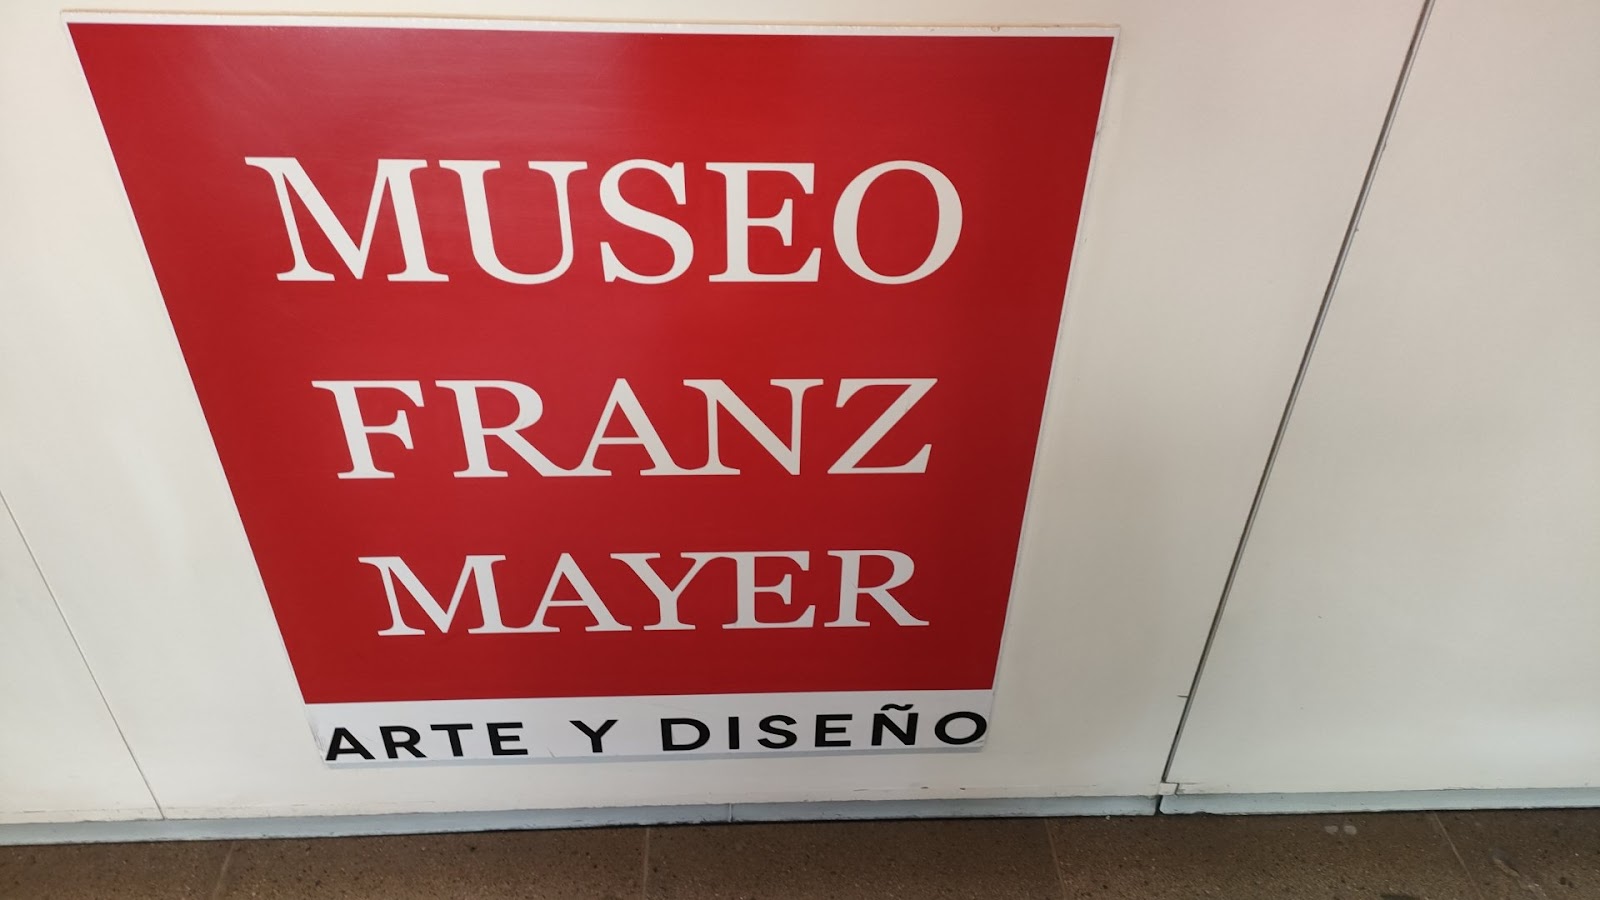 MUSEO
FRANZ
MAYER
ARTE Y DISEÑO